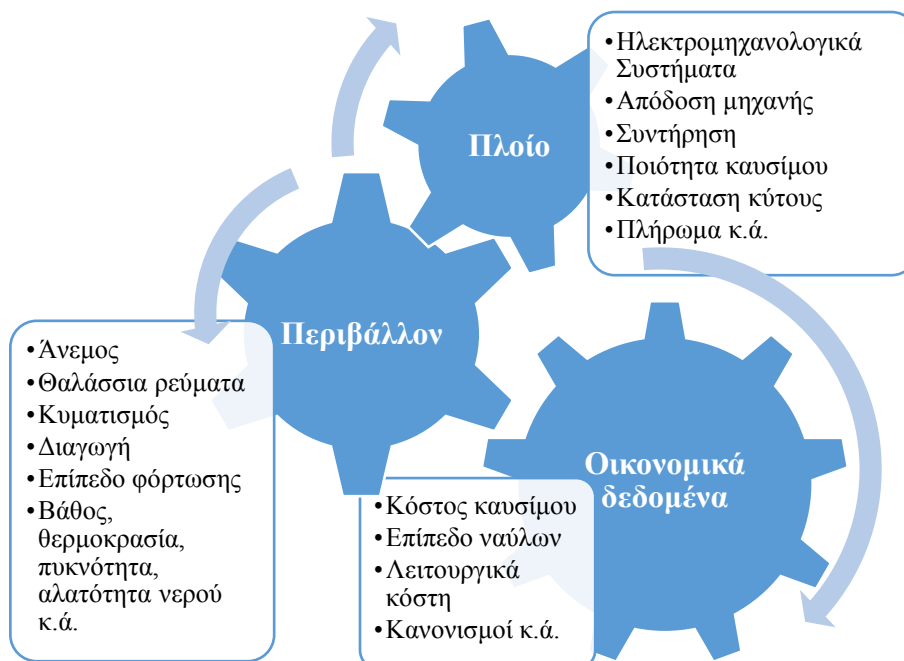 Πλοίο
•Ηλεκτρομηχανολογικά
Συστήματα
•Απόδοση μηχανής
•Συντήρηση
•Ποιότητα καυσίμου
•Κατάσταση κύτους
•Πλήρωμα κ.ά.
Περιβάλλον
•Άνεμος
•Θαλάσσια ρεύματα
•Κυματισμός
•Διαγωγή
•Επίπεδο φόρτωσης
•Βάθος,
θερμοκρασία,
πυκνότητα,
αλατότητα νερού
κ.ά.
Οικονομικά
δεδομένα
•Κόστος καυσίμου
•Επίπεδο ναύλων
•Λειτουργικά
κόστη
•Κανονισμοί κ.ά.